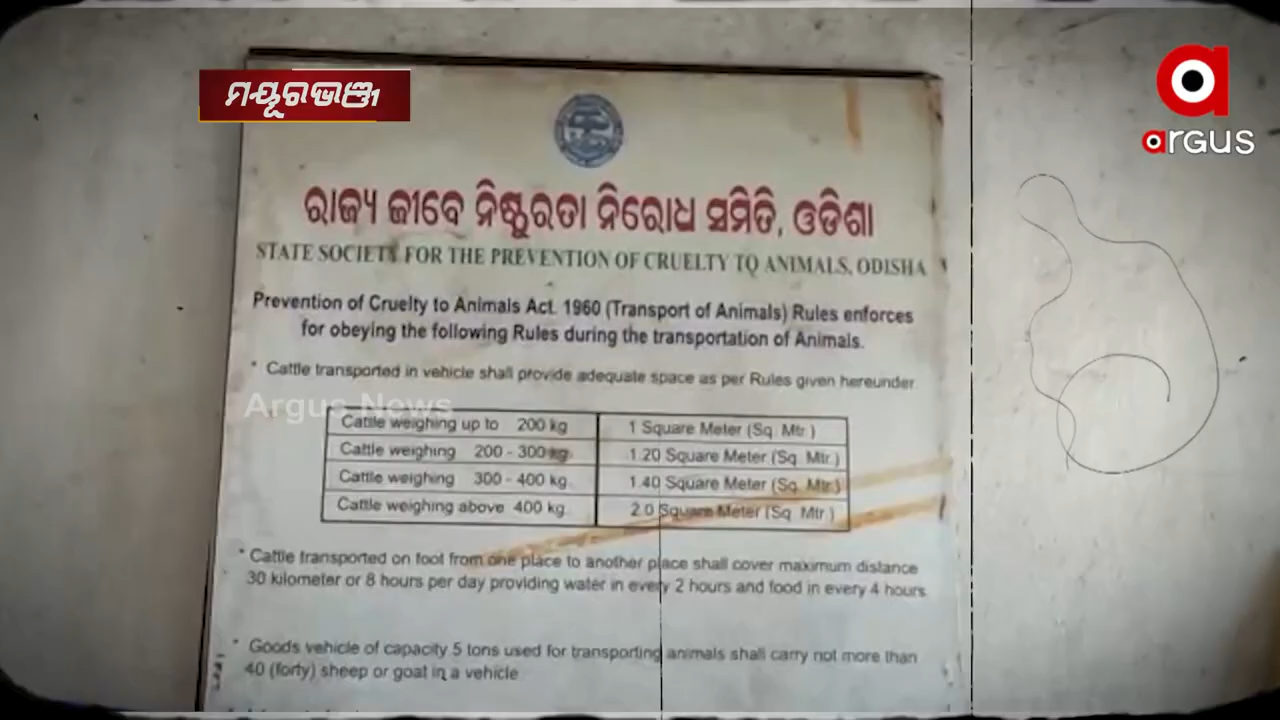 ମୟୂରଭଞ୍ଜ
argus
ରାଜ୍ୟ ଜୀବେ ନିଷ୍ଠୁରତା ନିରୋଧ ସମିତି, ଓଡିଶା
STATE SOCIETY FOR THE PREVENTION OF CRUELTY TO ANIMALS, ODISHA
Prevention of Cruelty to Animals Act. 1960 (Transport of Animals) Rules enforces
for obeying the following Rules during the transportation of Animals.
* Cattle transported in vehicle shall provide adequate space as per Rules given hereunder
Argus News
Cattle weighing up to 200 kg 1 Square Meter (Sq. Mtr.)
Cattle weighing 200 - 300 kg 1.20 Square Meter (Sq. Mtr.)
Cattle weighing 300 - 400 kg. 1.40 Square Meter (Sq. Mtr.)
Cattle weighing above 400 kg. 2.0 Square Meter (Sq. Mtr.)
* Cattle transported on foot from one place to another place shall cover maximum distance
30 kilometer or 8 hours per day providing water in every 2 hours and food in every 4 hours
* Goods vehicle of capacity 5 tons used for transporting animals shall carry not more than
40 (forty) sheep or goat in a vehicle